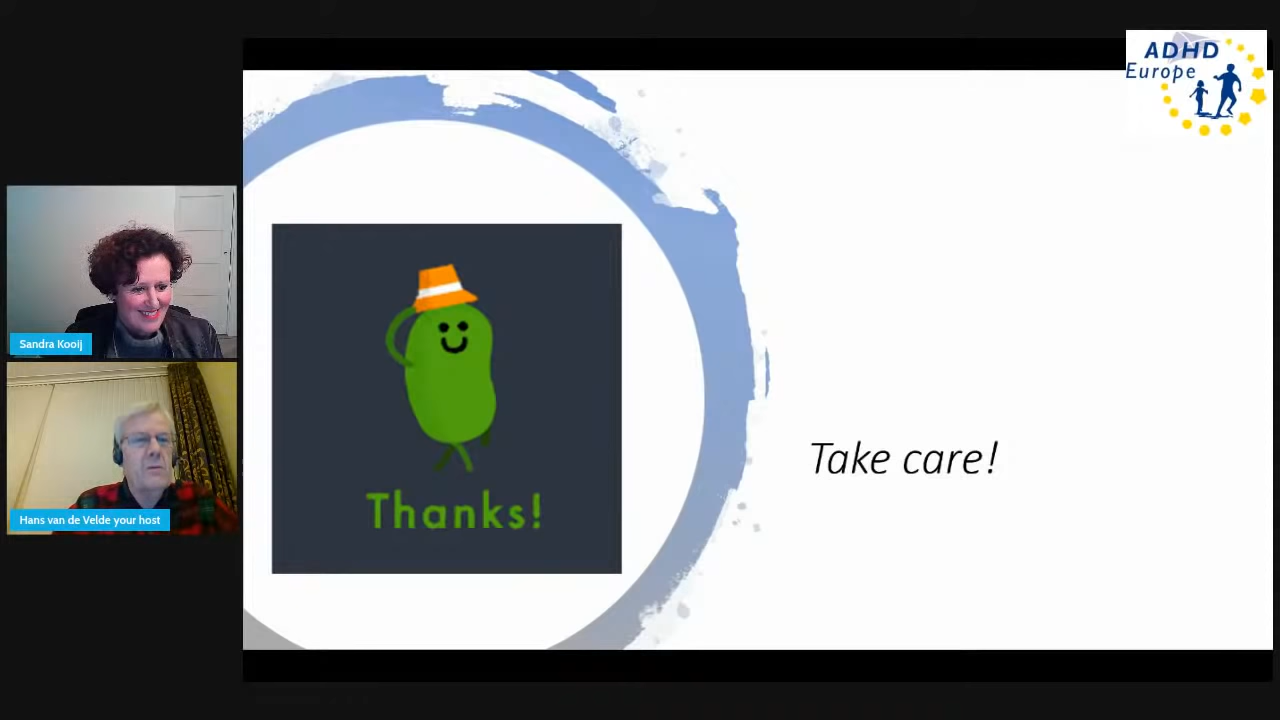 ADHD
Europe
Sandra Kooij
Hans van de Velde your host
Thanks!
Take care!